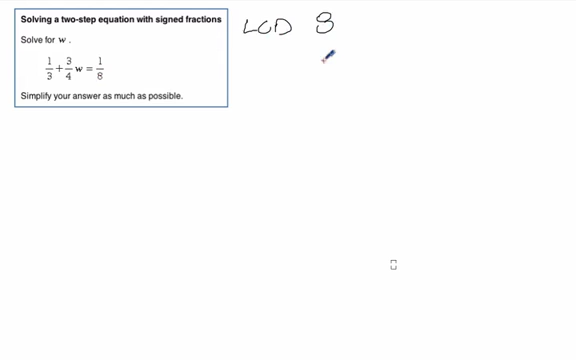 Solving a two-step equation with signed fractions
Solve for w .
1/3 + 3/4 w = 1/8
Simplify your answer as much as possible.
LCD 8